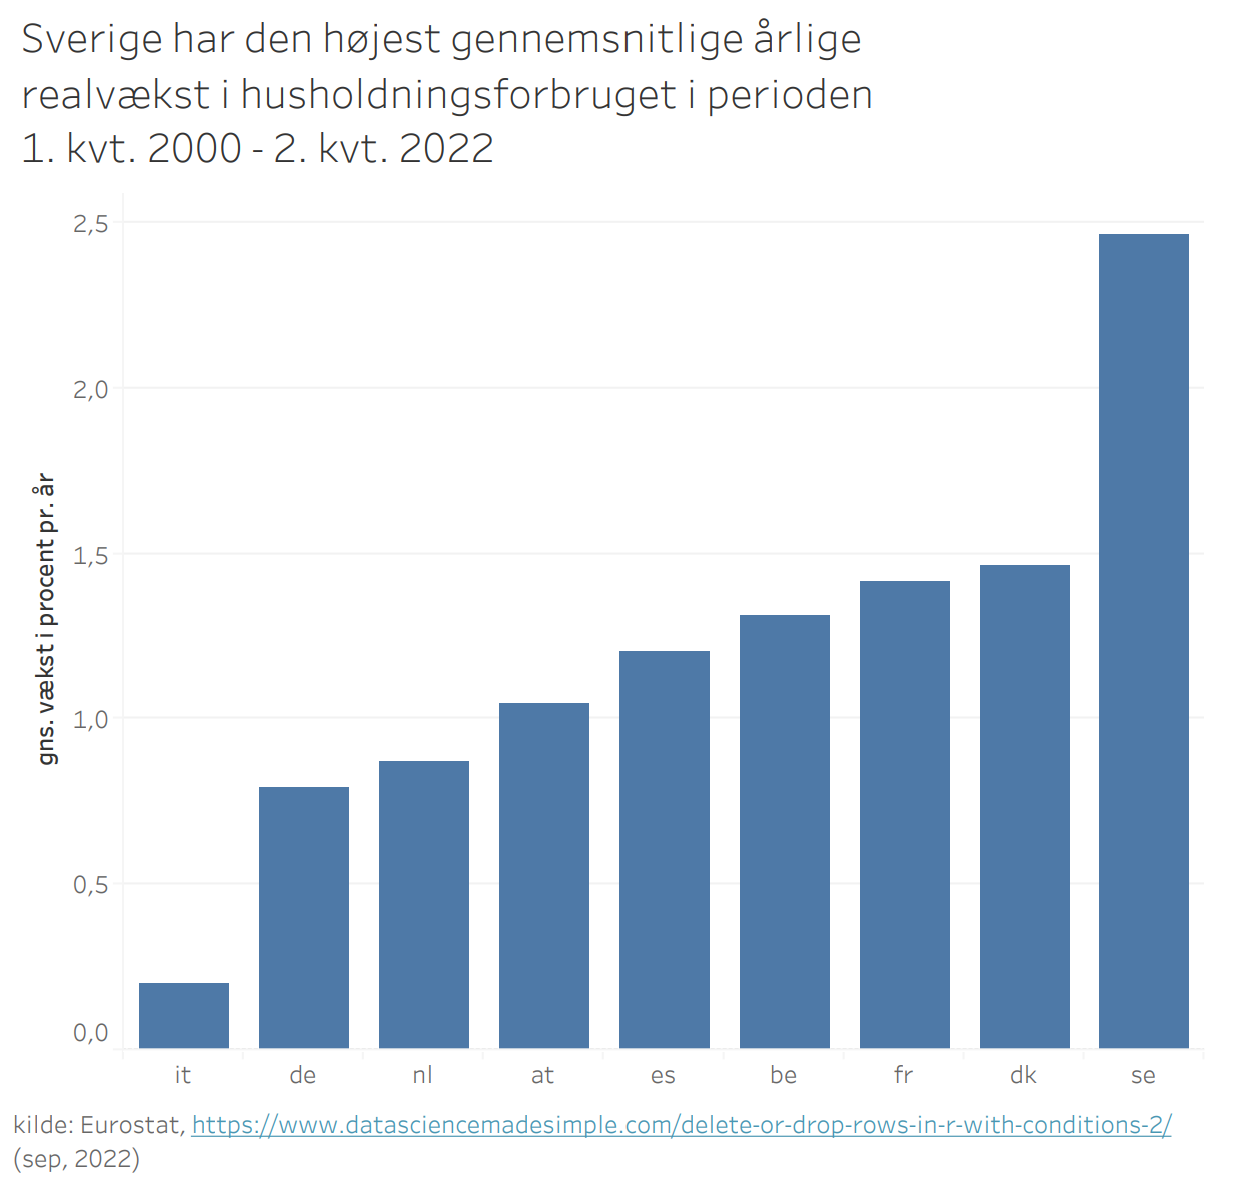 Sverige har den højest gennemsnitlige årlige
realvækst i husholdningsforbruget i perioden
1. kvt. 2000 - 2. kvt. 2022
2,5
2,0
1,5
1,0
0,5
0,0
gns. vækst i procent pr. år
it de nl at es be fr dk se
kilde: Eurostat, https://www.datasciencemadesimple.com/delete-or-drop-rows-in-r-with-conditions-2/
(sep, 2022)